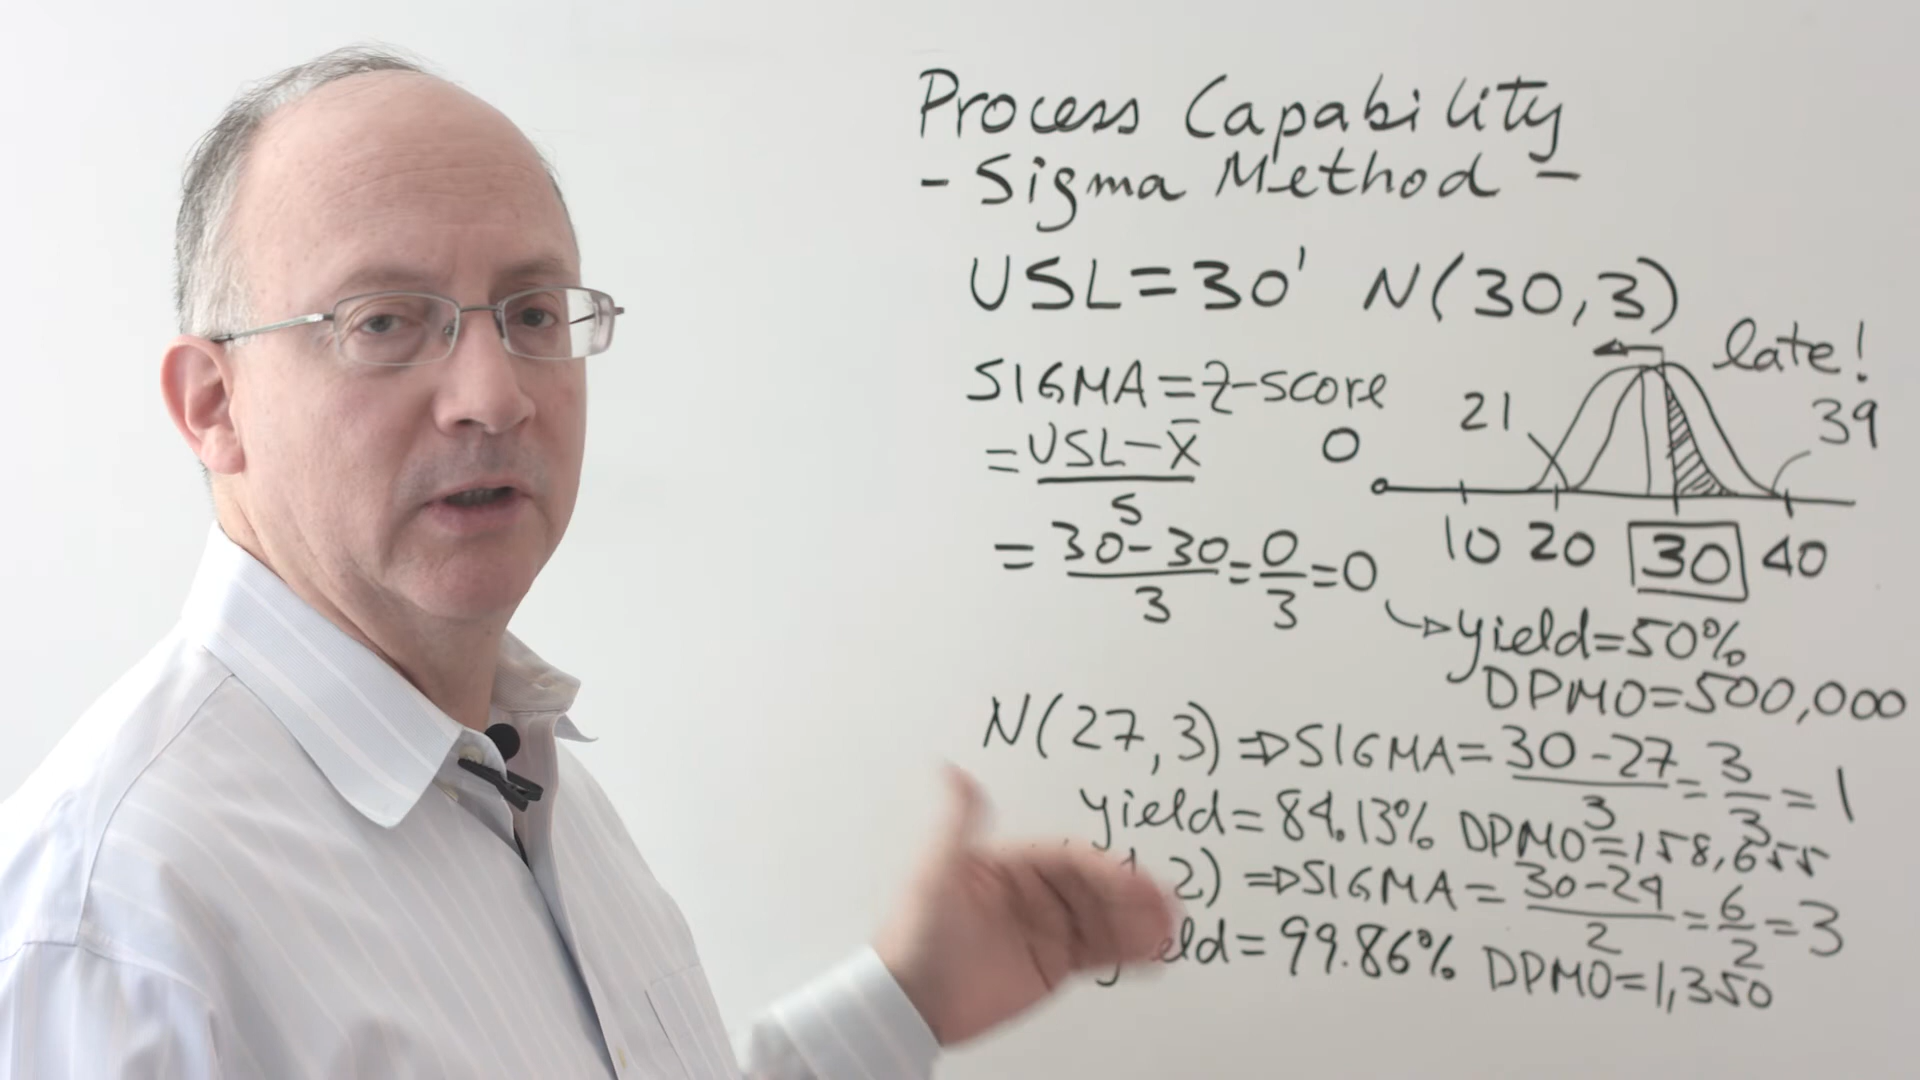 Process Capability
- Sigma Method -
USL=30' N(30,3)
late!
SIGMA=z-score
21
39
0
=USL-X̄
s
10 20 30 40
=30-30=0=0
3 3
yield=50%
DPMO=500,000
N(27,3)⇒SIGMA=30-27=3=1
3 3
yield=84.13% DPMO=158,655
2)⇒SIGMA=30-24=6=3
2 2
eld=99.86% DPMO=1,350